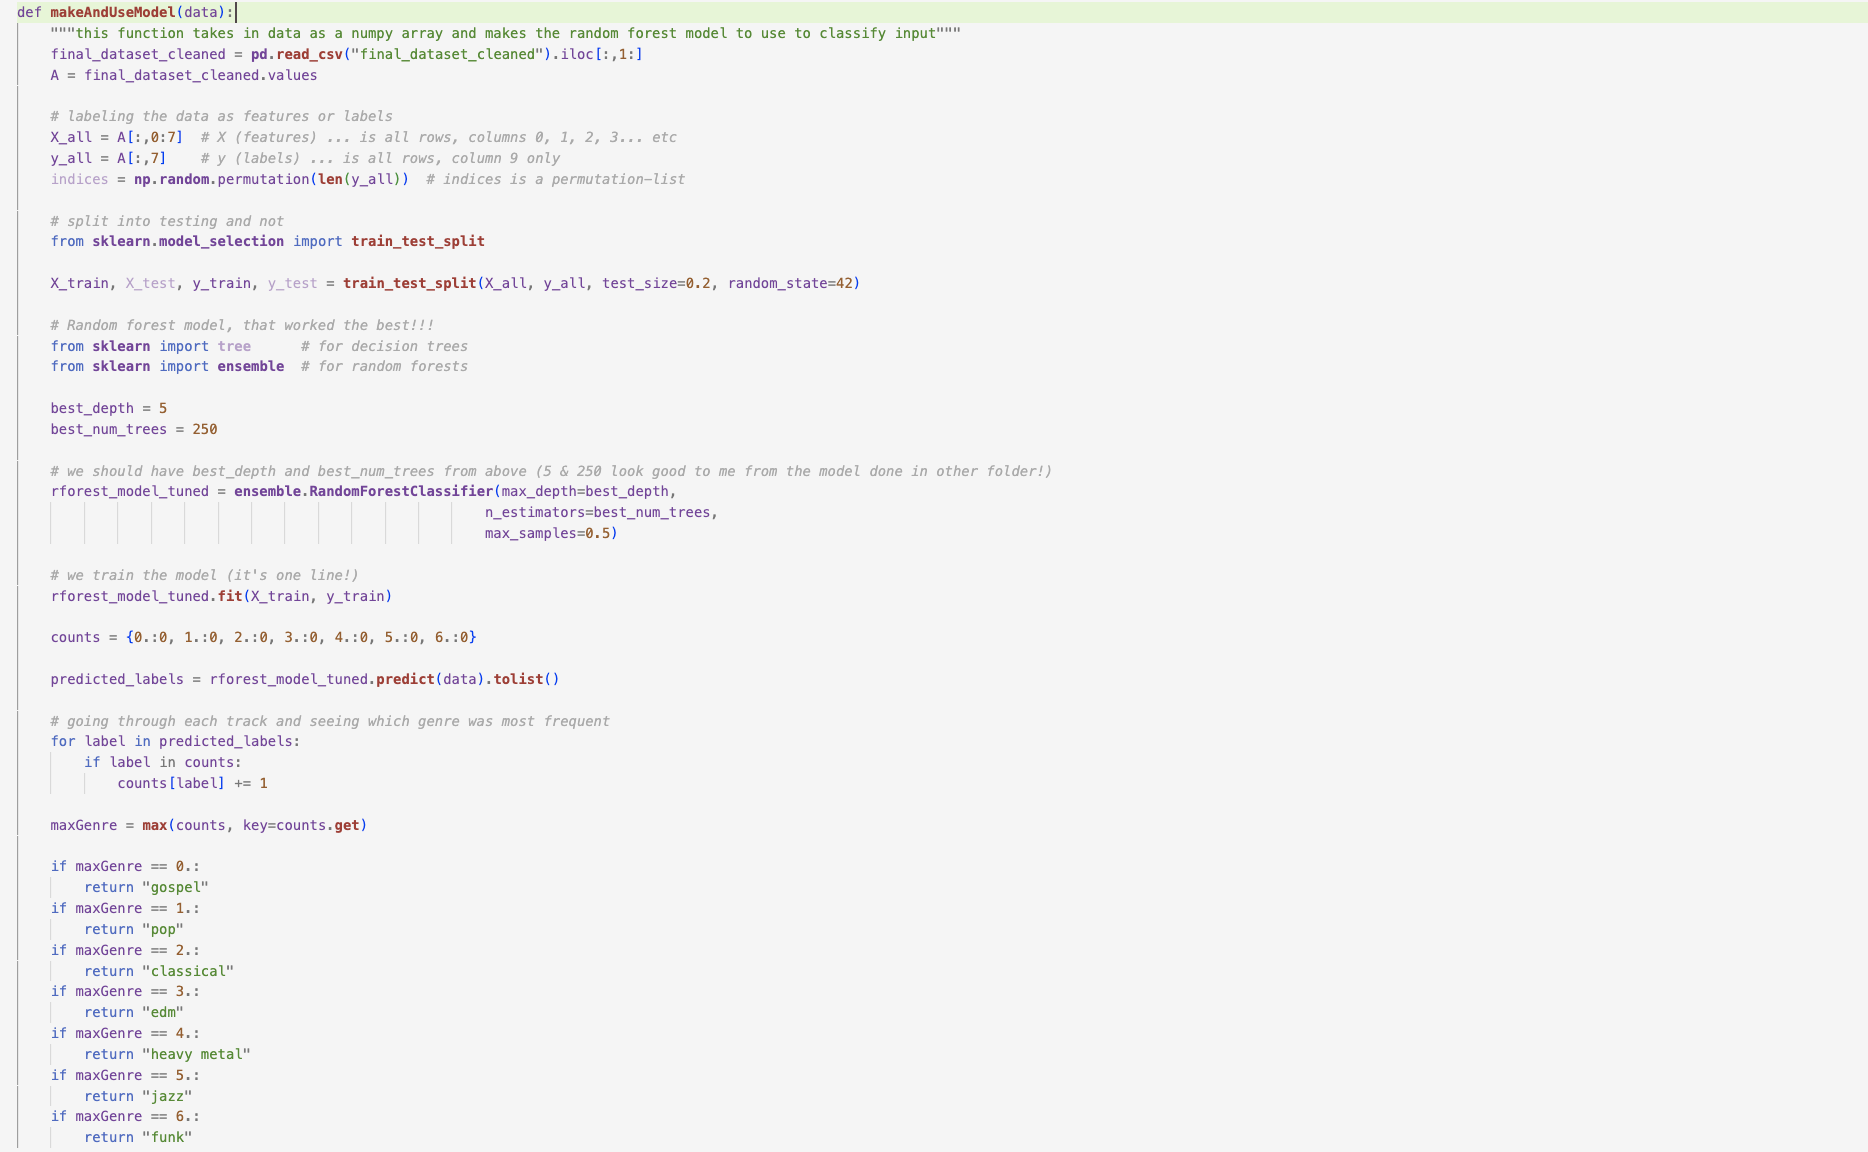 def makeAndUseModel(data):
    """this function takes in data as a numpy array and makes the random forest model to use to classify input"""
    final_dataset_cleaned = pd.read_csv("final_dataset_cleaned").iloc[:,1:]
    A = final_dataset_cleaned.values
    # labeling the data as features or labels
    X_all = A[:,0:7]  # X (features) ... is all rows, columns 0, 1, 2, 3... etc
    y_all = A[:,7]    # y (labels) ... is all rows, column 9 only
    indices = np.random.permutation(len(y_all))  # indices is a permutation-list
    # split into testing and not
    from sklearn.model_selection import train_test_split
    X_train, X_test, y_train, y_test = train_test_split(X_all, y_all, test_size=0.2, random_state=42)
    # Random forest model, that worked the best!!!
    from sklearn import tree      # for decision trees
    from sklearn import ensemble  # for random forests
    best_depth = 5
    best_num_trees = 250
    # we should have best_depth and best_num_trees from above (5 & 250 look good to me from the model done in other folder!)
    rforest_model_tuned = ensemble.RandomForestClassifier(max_depth=best_depth,
                                                    n_estimators=best_num_trees,
                                                    max_samples=0.5)
    # we train the model (it's one line!)
    rforest_model_tuned.fit(X_train, y_train)
    counts = {0.:0, 1.:0, 2.:0, 3.:0, 4.:0, 5.:0, 6.:0}
    predicted_labels = rforest_model_tuned.predict(data).tolist()
    # going through each track and seeing which genre was most frequent
    for label in predicted_labels:
        if label in counts:
            counts[label] += 1
    maxGenre = max(counts, key=counts.get)
    if maxGenre == 0.:
        return "gospel"
    if maxGenre == 1.:
        return "pop"
    if maxGenre == 2.:
        return "classical"
    if maxGenre == 3.:
        return "edm"
    if maxGenre == 4.:
        return "heavy metal"
    if maxGenre == 5.:
        return "jazz"
    if maxGenre == 6.:
        return "funk"